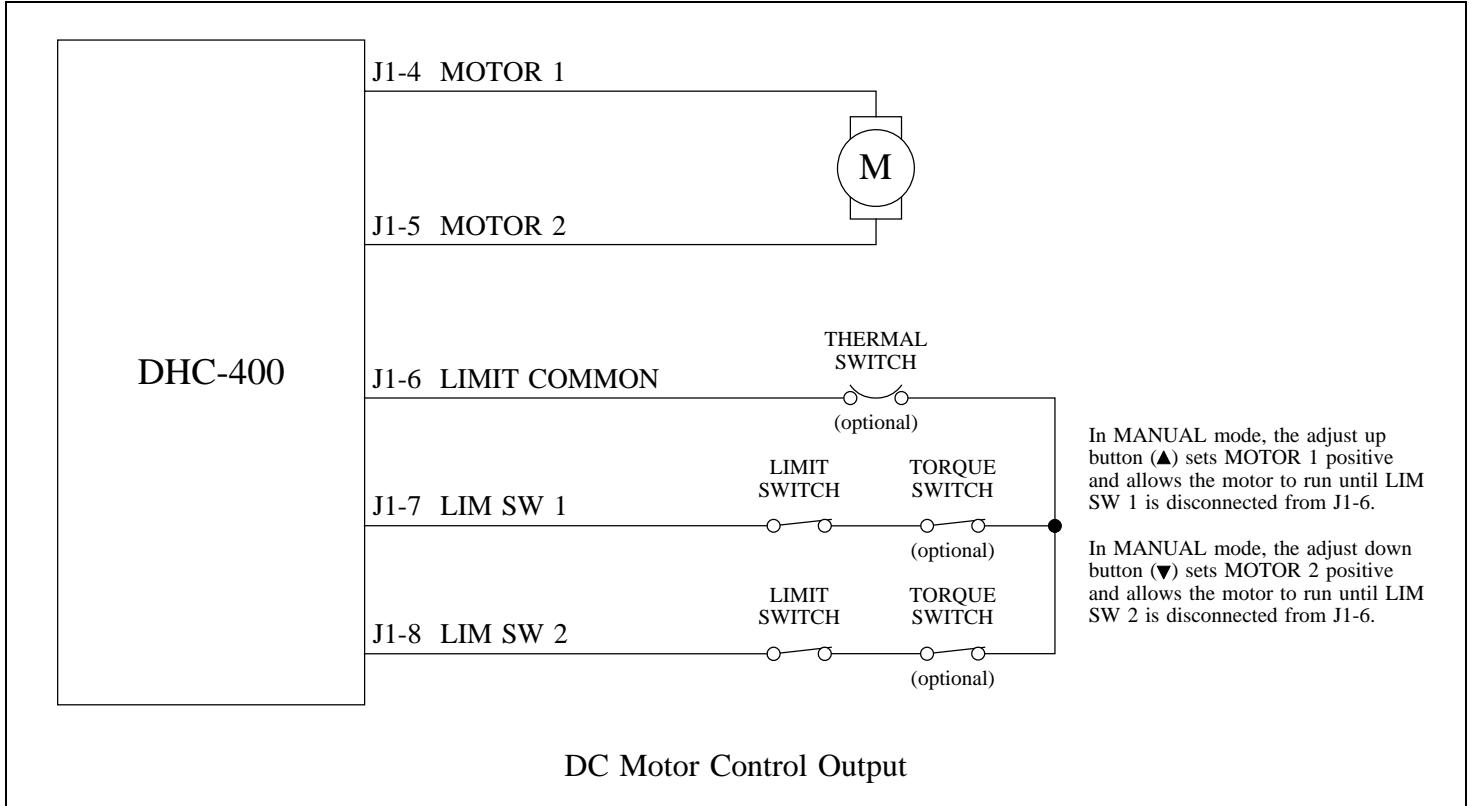 J1-4 MOTOR 1
M
J1-5 MOTOR 2
DHC-400
THERMAL
SWITCH
J1-6 LIMIT COMMON
(optional)
LIMIT
SWITCH
TORQUE
SWITCH
J1-7 LIM SW 1
(optional)
LIMIT
SWITCH
TORQUE
SWITCH
J1-8 LIM SW 2
(optional)
In MANUAL mode, the adjust up
button (▲) sets MOTOR 1 positive
and allows the motor to run until LIM
SW 1 is disconnected from J1-6.
In MANUAL mode, the adjust down
button (▼) sets MOTOR 2 positive
and allows the motor to run until LIM
SW 2 is disconnected from J1-6.
DC Motor Control Output